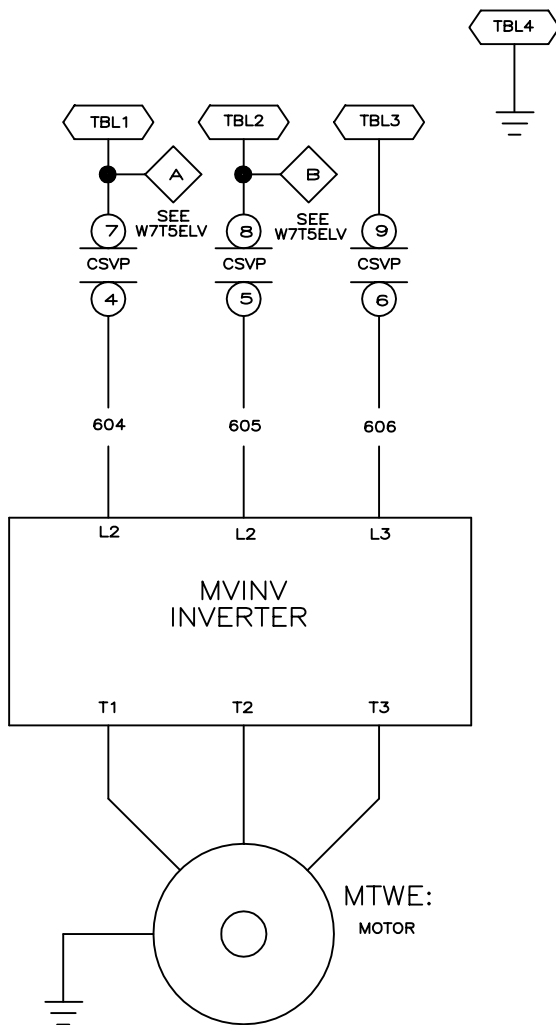 TBL4
TBL1 TBL2 TBL3
A B
SEE W7T5ELV SEE W7T5ELV
7 8 9
CSVP CSVP CSVP
4 5 6
604 605 606
L2 L2 L3
MVINV
INVERTER
T1 T2 T3
MTWE:
MOTOR